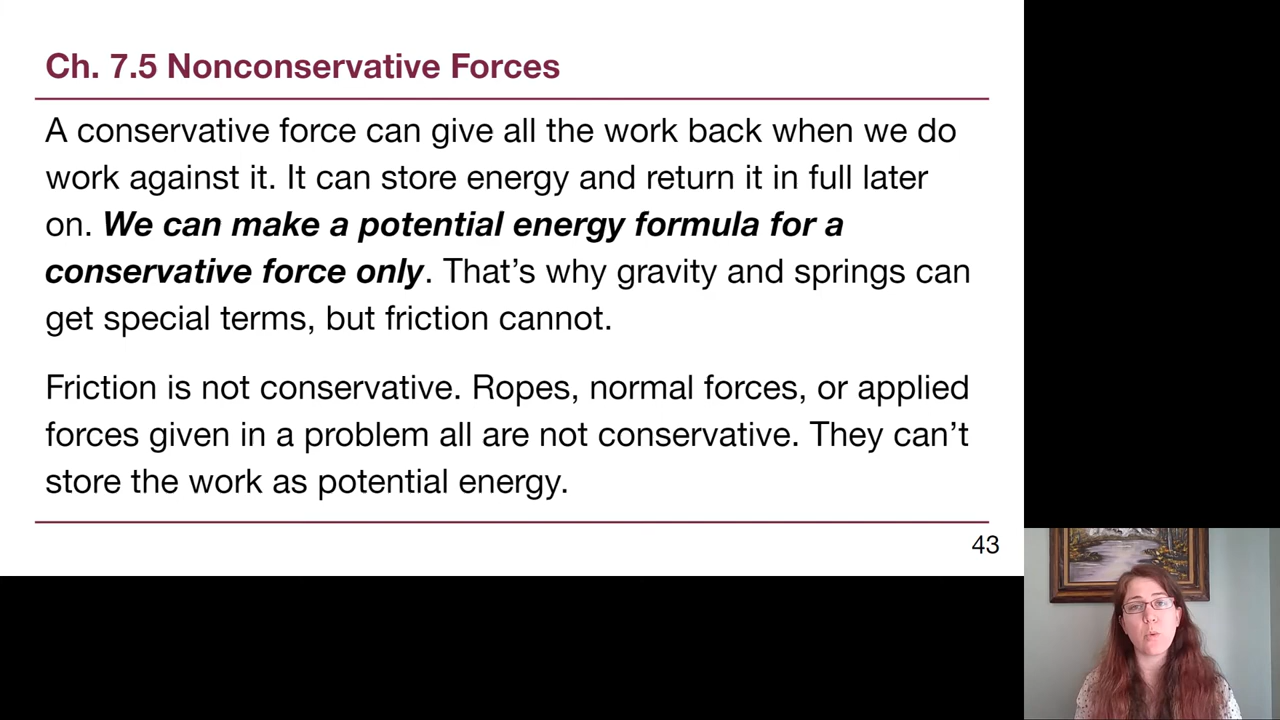 Ch. 7.5 Nonconservative Forces
A conservative force can give all the work back when we do
work against it. It can store energy and return it in full later
on. We can make a potential energy formula for a
conservative force only. That’s why gravity and springs can
get special terms, but friction cannot.
Friction is not conservative. Ropes, normal forces, or applied
forces given in a problem all are not conservative. They can’t
store the work as potential energy.
43